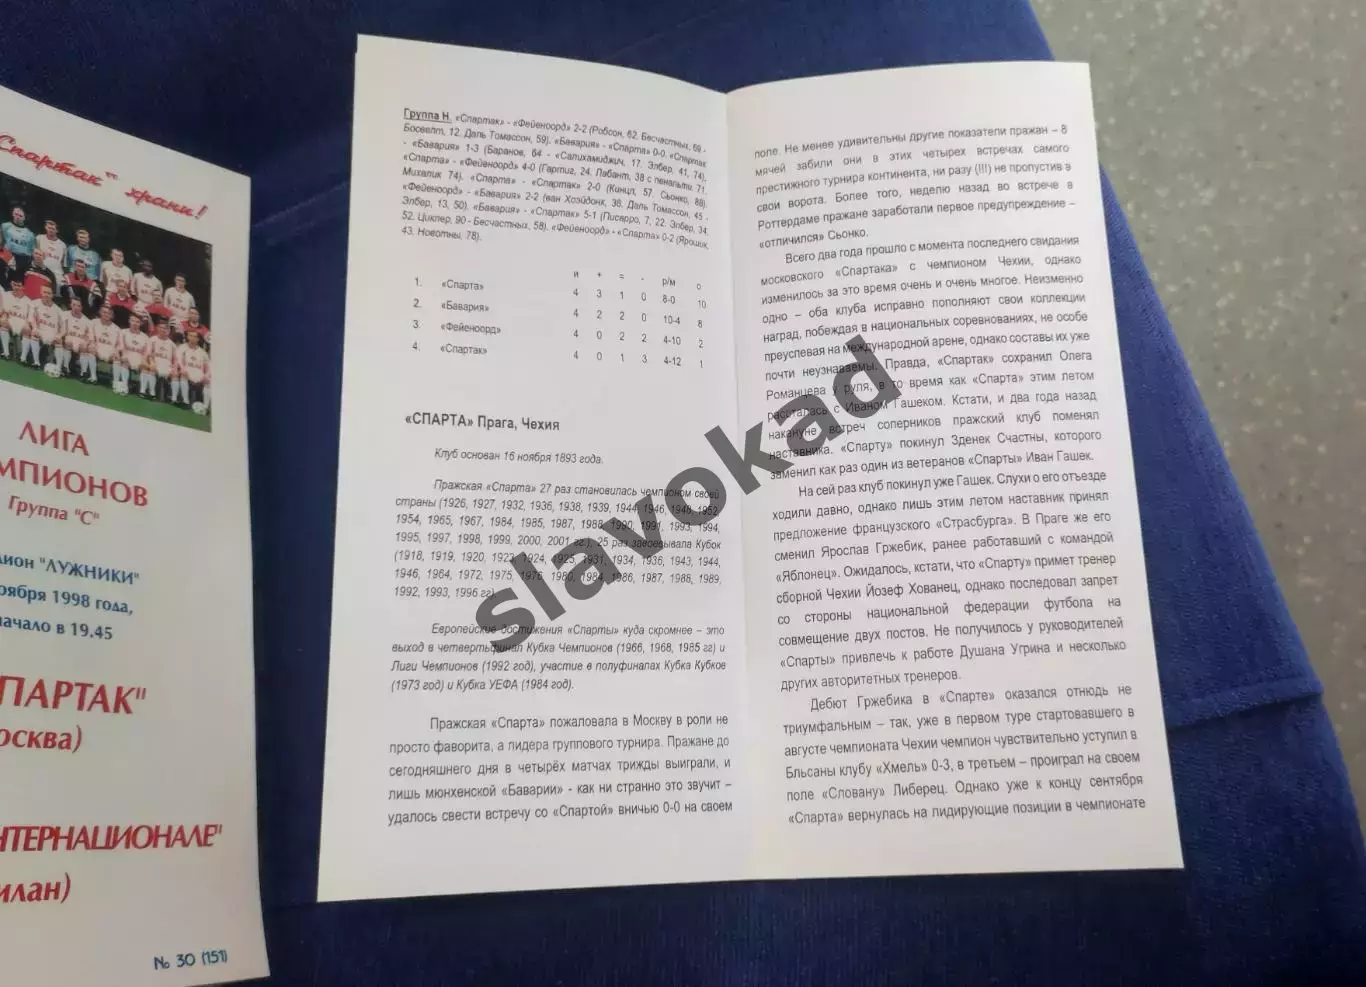 Спартак" храни!
ЛИГА
МПИОНОВ
Группа "С"
дион "ЛУЖНИКИ"
оября 1998 года,
начало в 19.45
СПАРТАК"
осква)
НТЕРНАЦИОНАЛЕ"
илан)
№ 30 (151)
Группа Н. «Спартак» - «Фейеноорд» 2-2 (Робсон, 62. Бесчастных, 69 -
Босвелт, 12. Даль Томассон, 59). «Бавария» - «Спарта» 0-0. «Спартак
- «Бавария» 1-3 (Баранов, 64 - «Салихамиджич, 17. Элбер, 41, 74).
«Спарта» - «Фейеноорд» 4-0 (Гартиг, 24. Лабант, 38 с пенальти, 71.
Михалик 74). «Спарта» - «Спартак» 2-0 (Кинцл, 57. Сьонко, 88).
«Фейеноорд» - «Бавария» 2-2 (ван Хоэйдонк, 38. Даль Томассон, 45 -
Элбер, 13, 50). «Бавария» - «Спартак» 5-1 (Писарро, 7, 22. Элбер, 34,
52. Циклер, 90 - Бесчастных, 58). «Фейеноорд» - «Спарта» 0-2 (Ярошик,
43. Новотны, 78).
и + = - р/м о
1. «Спарта» 4 3 1 0 8-0 10
2. «Бавария» 4 2 2 0 10-4 8
3. «Фейеноорд» 4 0 2 2 4-10 2
4. «Спартак» 4 0 1 3 4-12 1
«СПАРТА» Прага, Чехия
Клуб основан 16 ноября 1893 года.
Пражская «Спарта» 27 раз становилась чемпионом своей
страны (1926, 1927, 1932, 1936, 1938, 1939, 1944, 1946, 1948, 1952,
1954, 1965, 1967, 1984, 1985, 1987, 1988, 1990, 1991, 1993, 1994,
1995, 1997, 1998, 1999, 2000, 2001 гг.), 25 раз завоёвывала Кубок
(1918, 1919, 1920, 1923, 1924, 1925, 1931, 1934, 1936, 1943, 1944,
1946, 1964, 1972, 1975, 1976, 1980, 1984, 1986, 1987, 1988, 1989,
1992, 1993, 1996 гг).
Европейские достижения «Спарты» куда скромнее – это
выход в четвертьфинал Кубка Чемпионов (1966, 1968, 1985 гг) и
Лиги Чемпионов (1992 год), участие в полуфиналах Кубка Кубков
(1973 год) и Кубка УЕФА (1984 год).
Пражская «Спарта» пожаловала в Москву в роли не
просто фаворита, а лидера группового турнира. Пражане до
сегодняшнего дня в четырёх матчах трижды выиграли, и
лишь мюнхенской «Баварии» - как ни странно это звучит –
удалось свести встречу со «Спартой» вничью 0-0 на своем
поле. Не менее удивительны другие показатели пражан – 8
мячей забили они в этих четырех встречах самого
престижного турнира континента, ни разу (!!!) не пропустив в
свои ворота. Более того, неделю назад во встрече в
Роттердаме пражане заработали первое предупреждение –
«отличился» Сьонко.
Всего два года прошло с момента последнего свидания
московского «Спартака» с чемпионом Чехии, однако
изменилось за это время очень и очень многое. Неизменно
одно – оба клуба исправно пополняют свои коллекции
наград, побеждая в национальных соревнованиях, не особе
преуспевая на международной арене, однако составы их уже
почти неузнаваемы. Правда, «Спартак» сохранил Олега
Романцева у руля, в то время как «Спарта» этим летом
рассталась с Иваном Гашеком. Кстати, и два года назад
накануне встреч соперников пражский клуб поменял
наставника. «Спарту» покинул Зденек Счастны, которого
заменил как раз один из ветеранов «Спарты» Иван Гашек.
На сей раз клуб покинул уже Гашек. Слухи о его отъезде
ходили давно, однако лишь этим летом наставник принял
предложение французского «Страсбурга». В Праге же его
сменил Ярослав Гржебик, ранее работавший с командой
«Яблонец». Ожидалось, кстати, что «Спарту» примет тренер
сборной Чехии Йозеф Хованец, однако последовал запрет
со стороны национальной федерации футбола на
совмещение двух постов. Не получилось у руководителей
«Спарты» привлечь к работе Душана Угрина и несколько
других авторитетных тренеров.
Дебют Гржебика в «Спарте» оказался отнюдь не
триумфальным – так, уже в первом туре стартовавшего в
августе чемпионата Чехии чемпион чувствительно уступил в
Бльсаны клубу «Хмель» 0-3, в третьем – проиграл на своем
поле «Словану» Либерец. Однако уже к концу сентября
«Спарта» вернулась на лидирующие позиции в чемпионате
slavokad